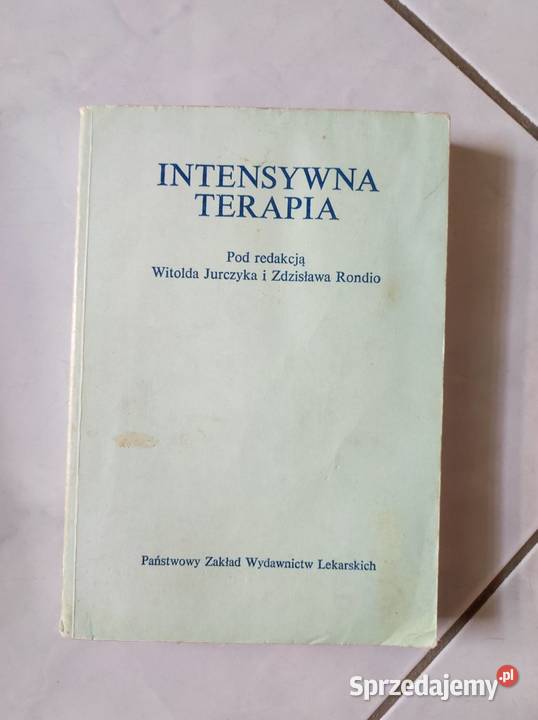 INTENSYWNA
TERAPIA
Pod redakcją
Witolda Jurczyka i Zdzisława Rondio
Państwowy Zakład Wydawnictw Lekarskich
Sprzedajemy.pl